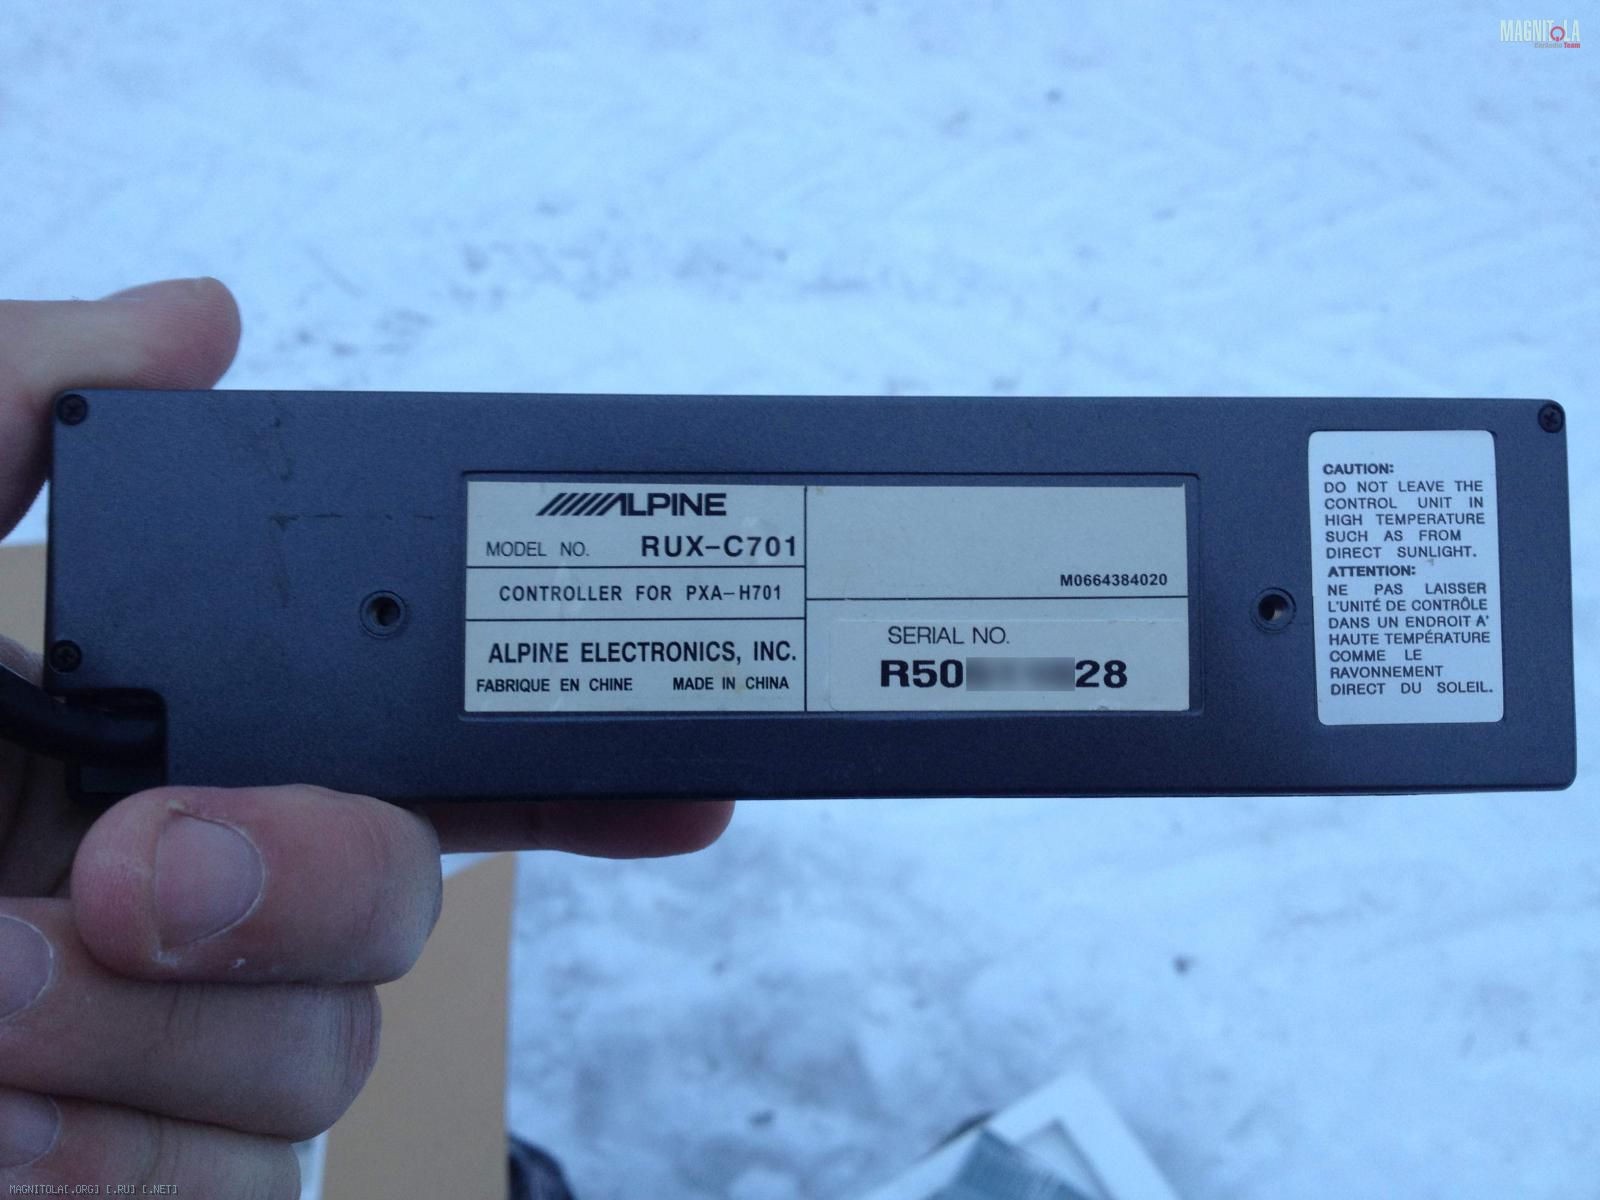 MAGNITOLA
CarAudio Team
ALPINE
MODEL NO. RUX-C701
CONTROLLER FOR PXA-H701
ALPINE ELECTRONICS, INC.
FABRIQUE EN CHINE MADE IN CHINA
M0664384020
SERIAL NO.
R50 28
CAUTION:
DO NOT LEAVE THE
CONTROL UNIT IN
HIGH TEMPERATURE
SUCH AS FROM
DIRECT SUNLIGHT.
ATTENTION:
NE PAS LAISSER
L'UNITÉ DE CONTRÔLE
DANS UN ENDROIT A'
HAUTE TEMPÉRATURE
COMME LE
RAVONNEMENT
DIRECT DU SOLEIL.
MAGNITOLA[.ORG] [.RU] [.NET]